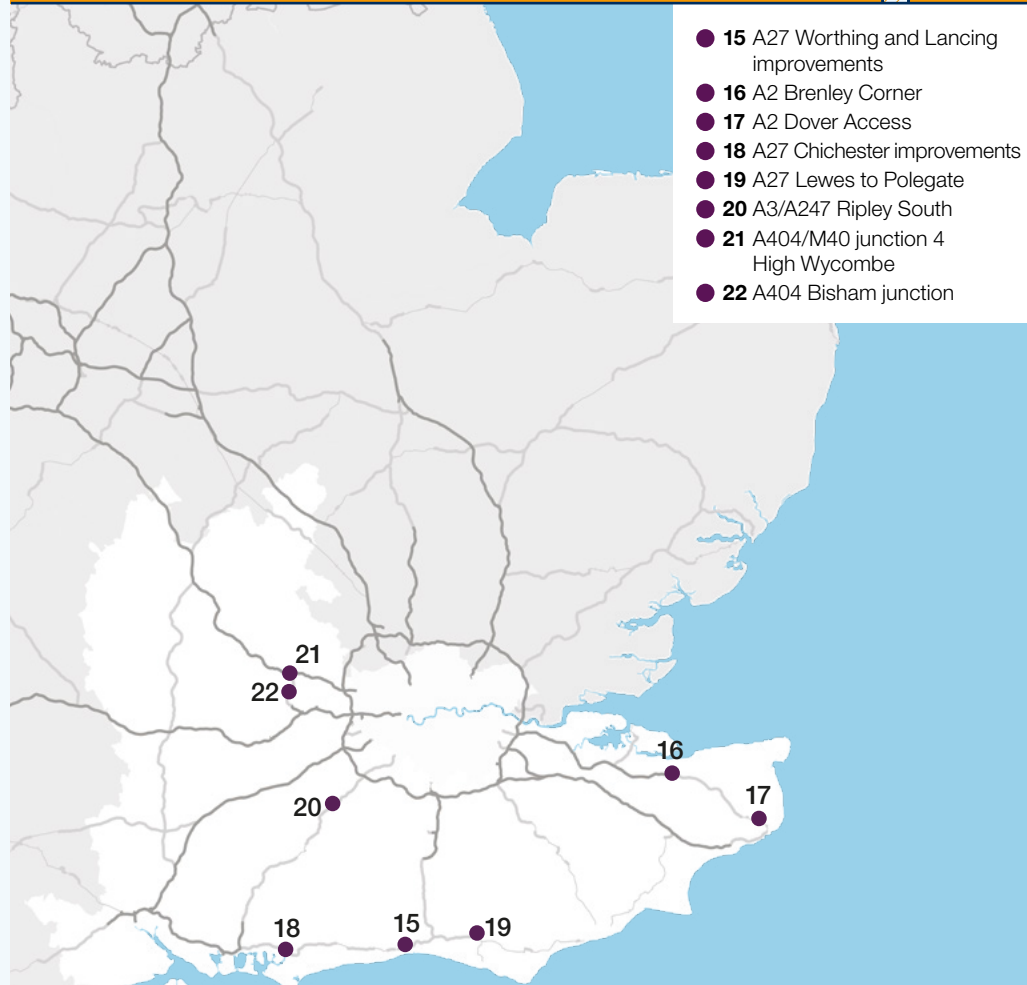 15 A27 Worthing and Lancing
improvements
16 A2 Brenley Corner
17 A2 Dover Access
18 A27 Chichester improvements
19 A27 Lewes to Polegate
20 A3/A247 Ripley South
21 A404/M40 junction 4
High Wycombe
22 A404 Bisham junction
21
22
16
17
20
18
15
19